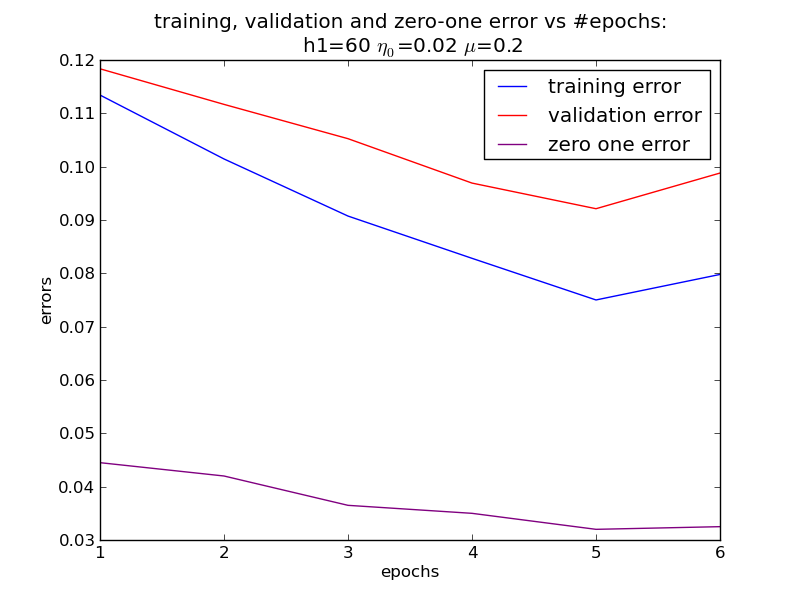 training, validation and zero-one error vs #epochs:
h1=60 η₀=0.02 μ=0.2
0.12
training error
validation error
zero one error
0.11
0.10
0.09
0.08
0.07
0.06
0.05
0.04
0.03
errors
1 2 3 4 5 6
epochs